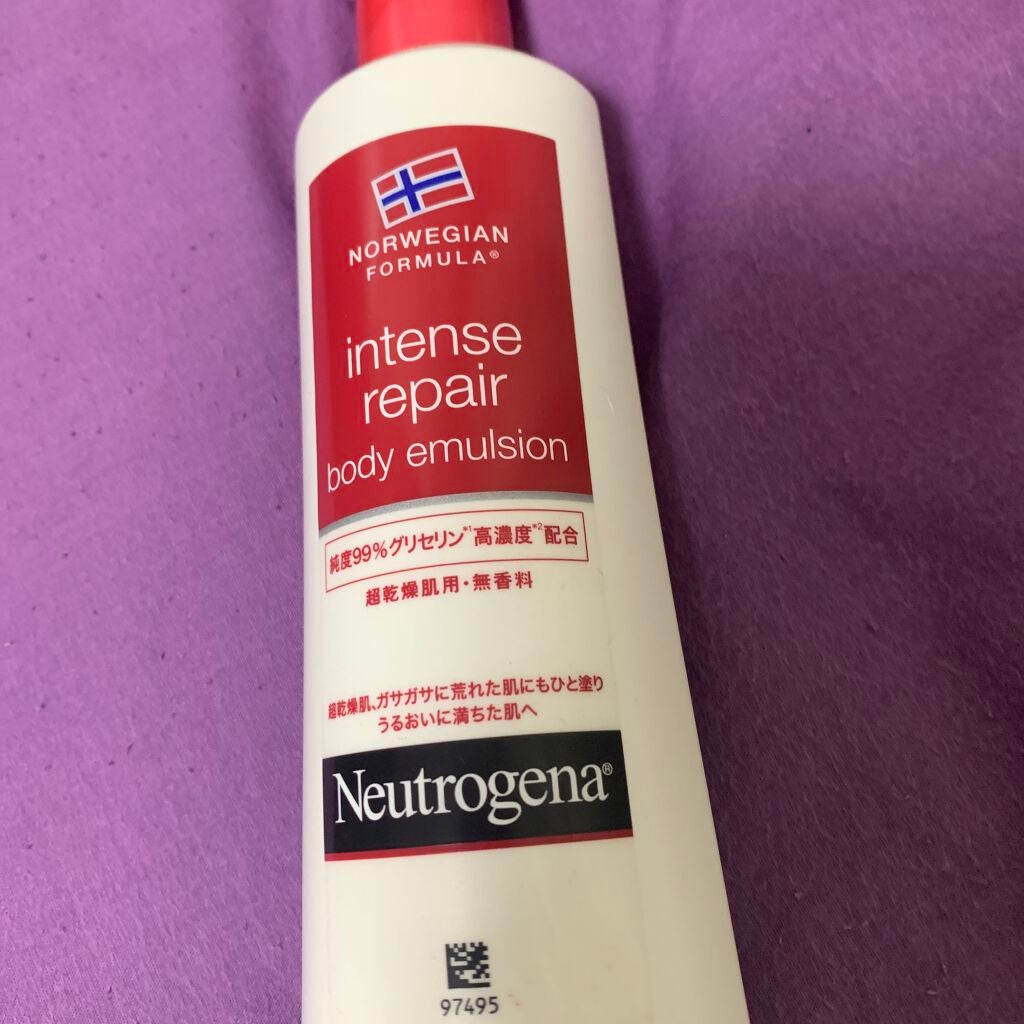 NORWEGIAN
FORMULA®
intense
repair
body emulsion
純度99%グリセリン*1高濃度*2配合
超乾燥肌用・無香料
超乾燥肌、ガサガサに荒れた肌にもひと塗り
うるおいに満ちた肌へ
Neutrogena®
97495